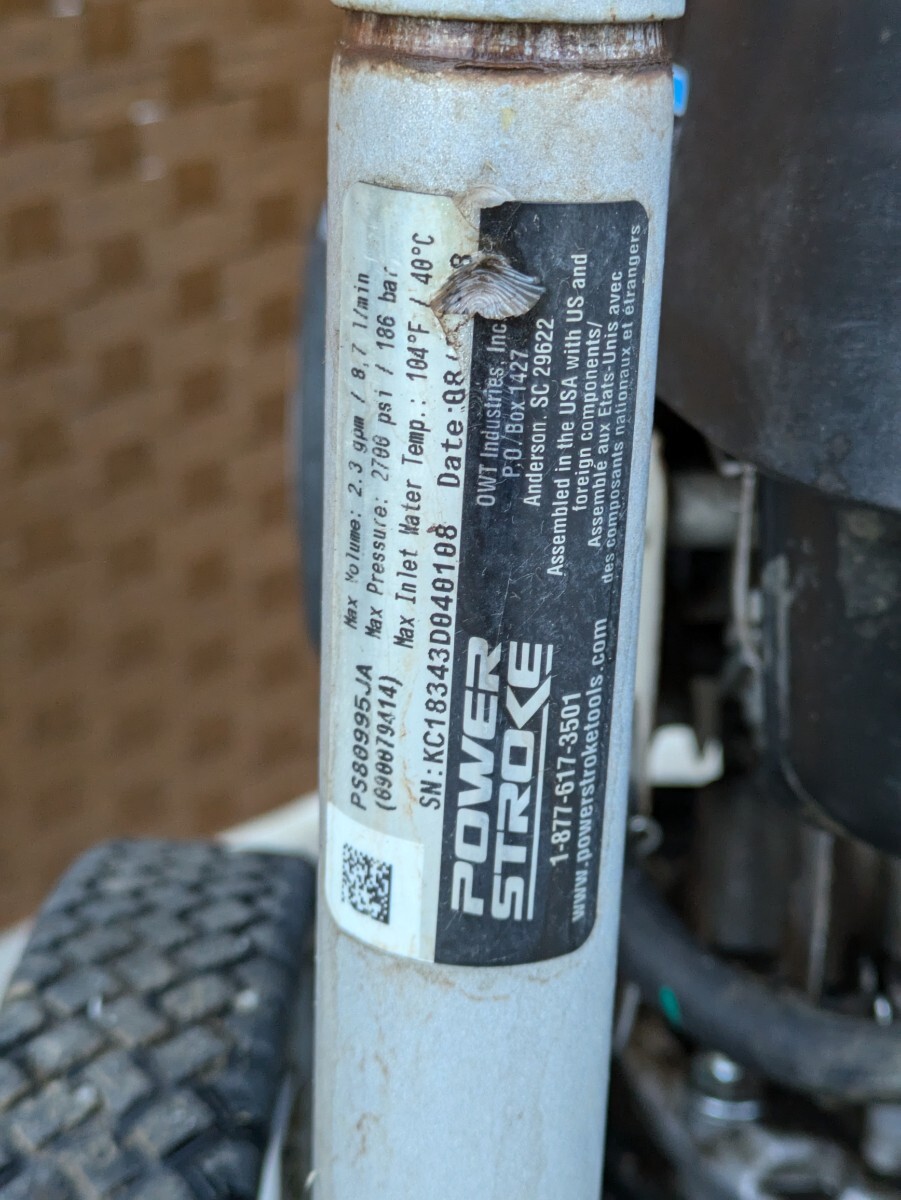 PS80995JA
(090079414)
Max Volume: 2.3 gpm / 8,7 l/min
Max Pressure: 2700 psi / 186 bar
Max Inlet Water Temp.: 104°F / 40°C
SN:KC18343D040108 Date:08/
POWER
STROKE
1-877-617-3501
www.powerstroketools.com
OWT Industries, Inc
P.O./Box 1427
Anderson, SC 29622
Assembled in the USA with US and
foreign components/
Assemblé aux Etats-Unis avec
des composants nationaux et étrangers